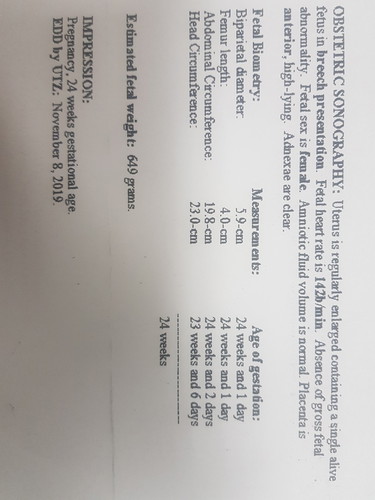 OBSTETRIC SONOGRAPHY: Uterus is regularly enlarged containing a single alive
fetus in breech presentation. Fetal heart rate is 142b/min. Absence of gross fetal
abnormality. Fetal sex is female. Amniotic fluid volume is normal. Placenta is
anterior, high-lying. Adnexae are clear.
Fetal Biometry: Measurements: Age of gestation:
Biparietal diameter: 5.9-cm 24 weeks and 1 day
Femur length: 4.0-cm 24 weeks and 1 day
Abdominal Circumference: 19.8-cm 24 weeks and 2 days
Head Circumference: 23.0-cm 23 weeks and 6 days
24 weeks
Estimated fetal weight: 649 grams.
IMPRESSION:
Pregnancy, 24 weeks gestational age.
EDD by UTZ: November 8, 2019.